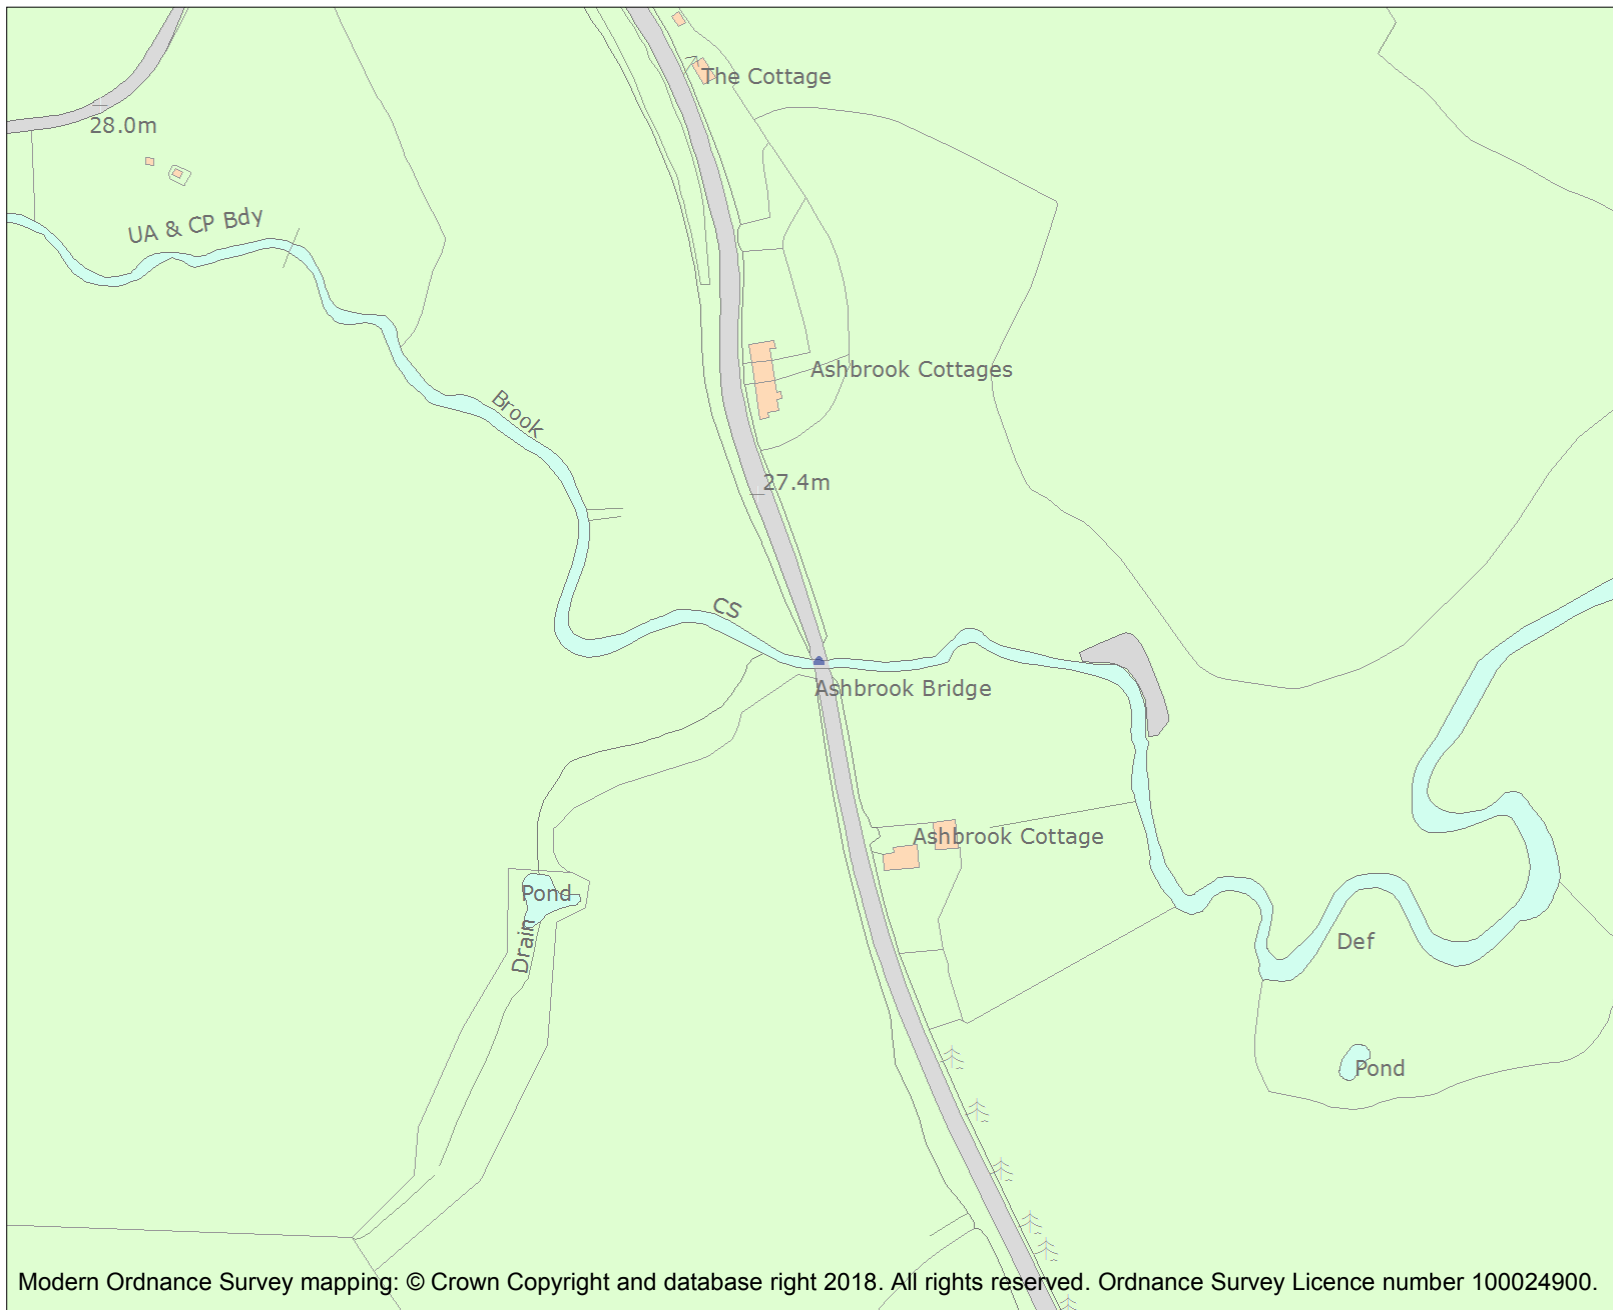 The Cottage
28.0m
UA & CP Bdy
Ashbrook Cottages
Brook
27.4m
CS
Ashbrook Bridge
Ashbrook Cottage
Pond
Drain
Def
Pond
Modern Ordnance Survey mapping: © Crown Copyright and database right 2018. All rights reserved. Ordnance Survey Licence number 100024900.